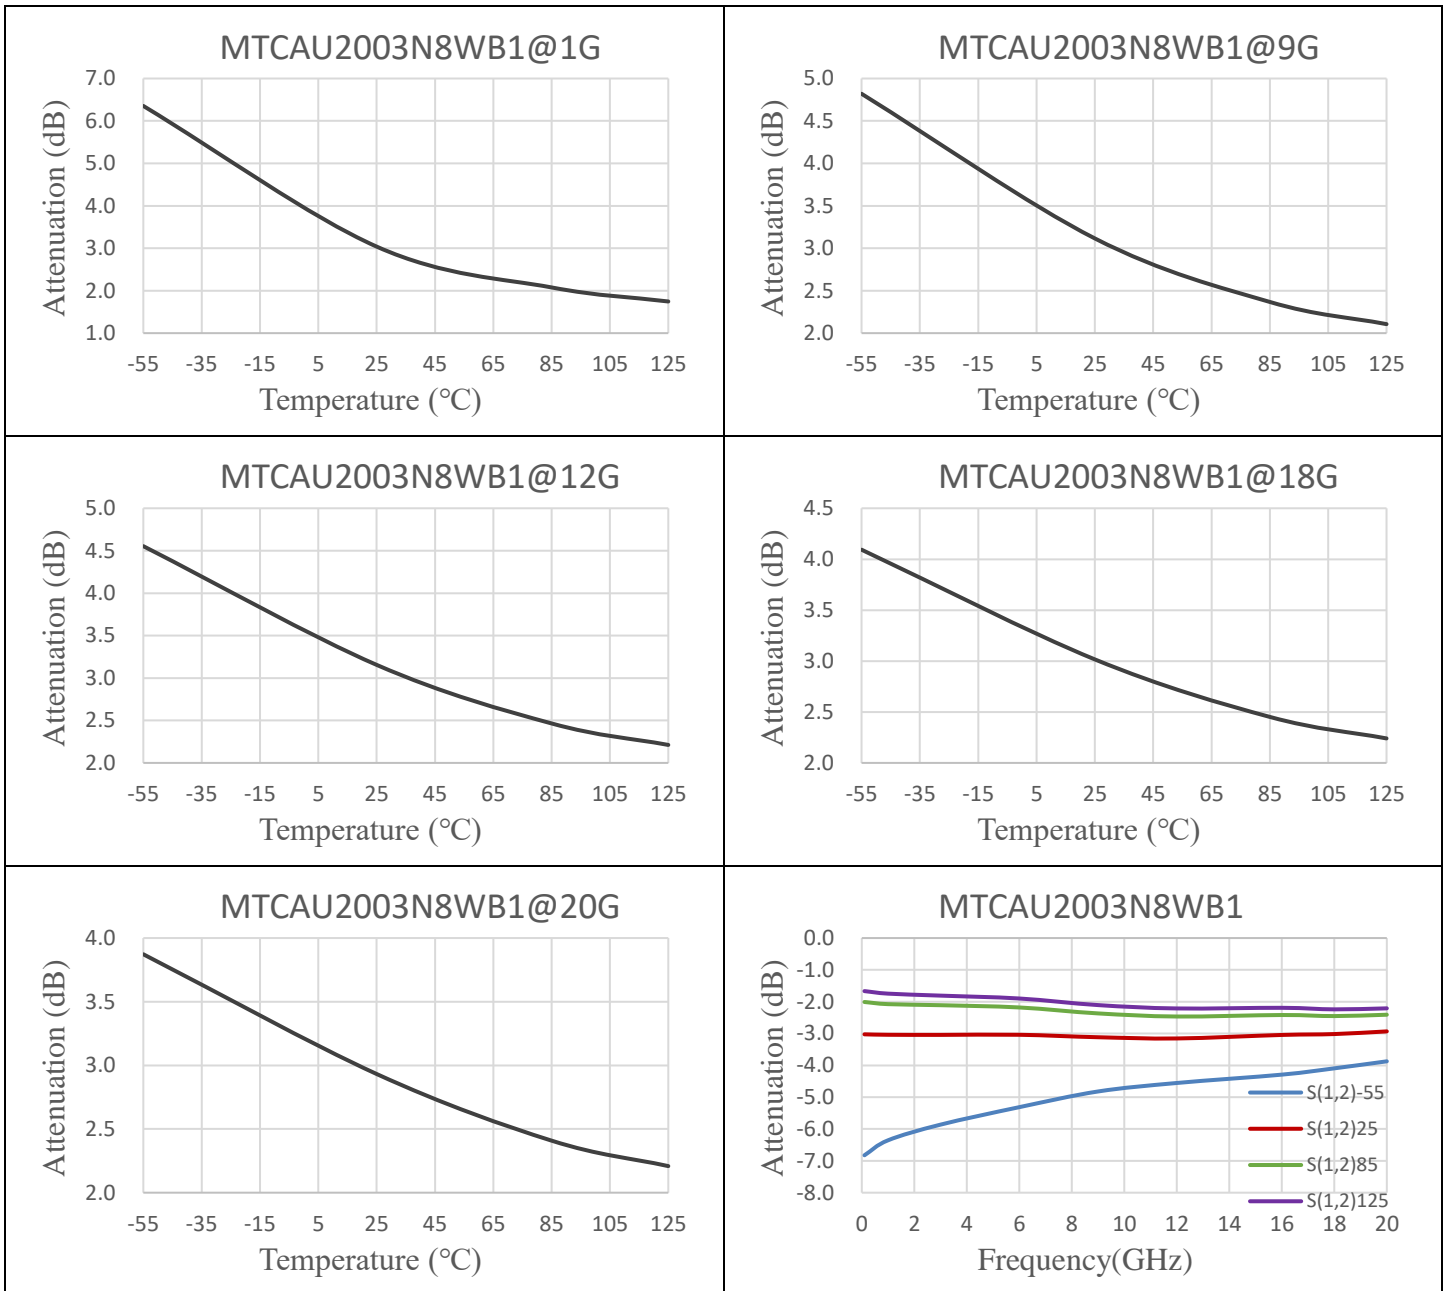 MTCAU2003N8WB1@1G
Attenuation (dB)
7.0
6.0
5.0
4.0
3.0
2.0
1.0
-55 -35 -15 5 25 45 65 85 105 125
Temperature (℃)
MTCAU2003N8WB1@9G
Attenuation (dB)
5.0
4.5
4.0
3.5
3.0
2.5
2.0
-55 -35 -15 5 25 45 65 85 105 125
Temperature (℃)
MTCAU2003N8WB1@12G
Attenuation (dB)
5.0
4.5
4.0
3.5
3.0
2.5
2.0
-55 -35 -15 5 25 45 65 85 105 125
Temperature (℃)
MTCAU2003N8WB1@18G
Attenuation (dB)
4.5
4.0
3.5
3.0
2.5
2.0
-55 -35 -15 5 25 45 65 85 105 125
Temperature (℃)
MTCAU2003N8WB1@20G
Attenuation (dB)
4.0
3.5
3.0
2.5
2.0
-55 -35 -15 5 25 45 65 85 105 125
Temperature (℃)
MTCAU2003N8WB1
Attenuation (dB)
0.0
-1.0
-2.0
-3.0
-4.0
-5.0
-6.0
-7.0
-8.0
S(1,2)-55
S(1,2)25
S(1,2)85
S(1,2)125
0 2 4 6 8 10 12 14 16 18 20
Frequency(GHz)